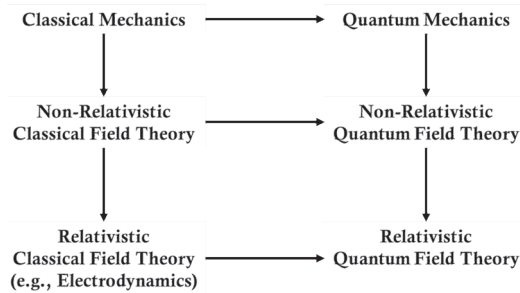 Classical Mechanics
Quantum Mechanics
Non-Relativistic
Classical Field Theory
Non-Relativistic
Quantum Field Theory
Relativistic
Classical Field Theory
(e.g., Electrodynamics)
Relativistic
Quantum Field Theory